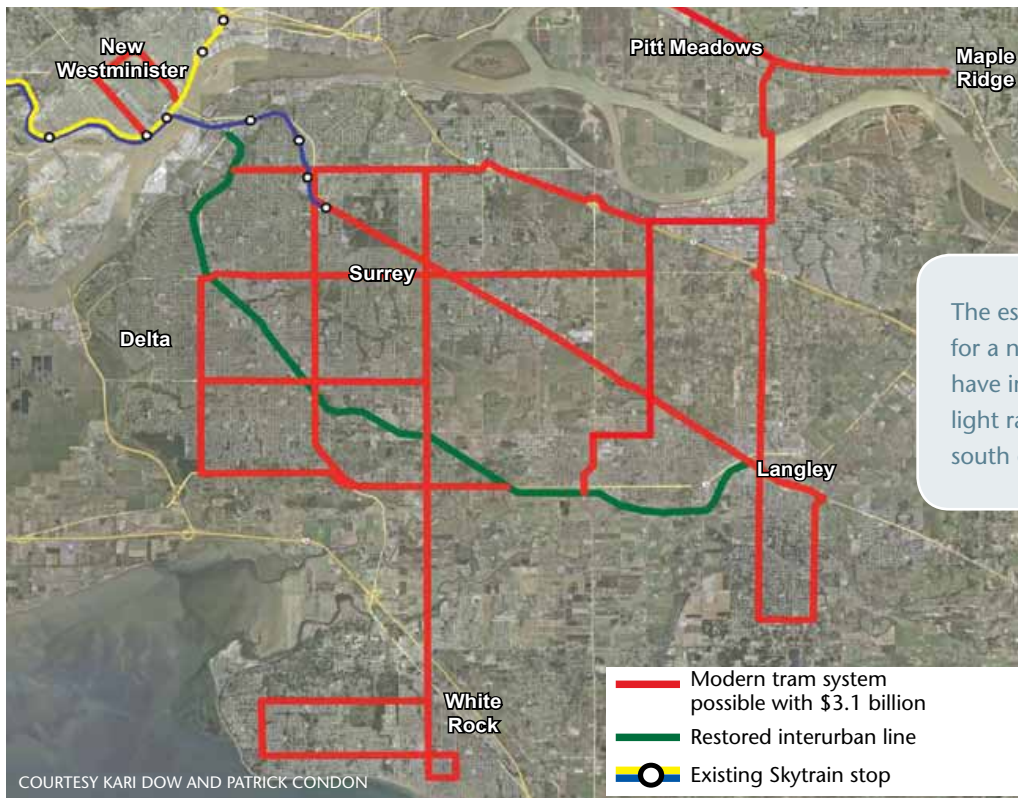 New
Westminister
Pitt Meadows
Maple
Ridge
Surrey
Delta
The es
for a n
have in
light ra
south
Langley
White
Rock
Modern tram system
possible with $3.1 billion
Restored interurban line
Existing Skytrain stop
COURTESY KARI DOW AND PATRICK CONDON